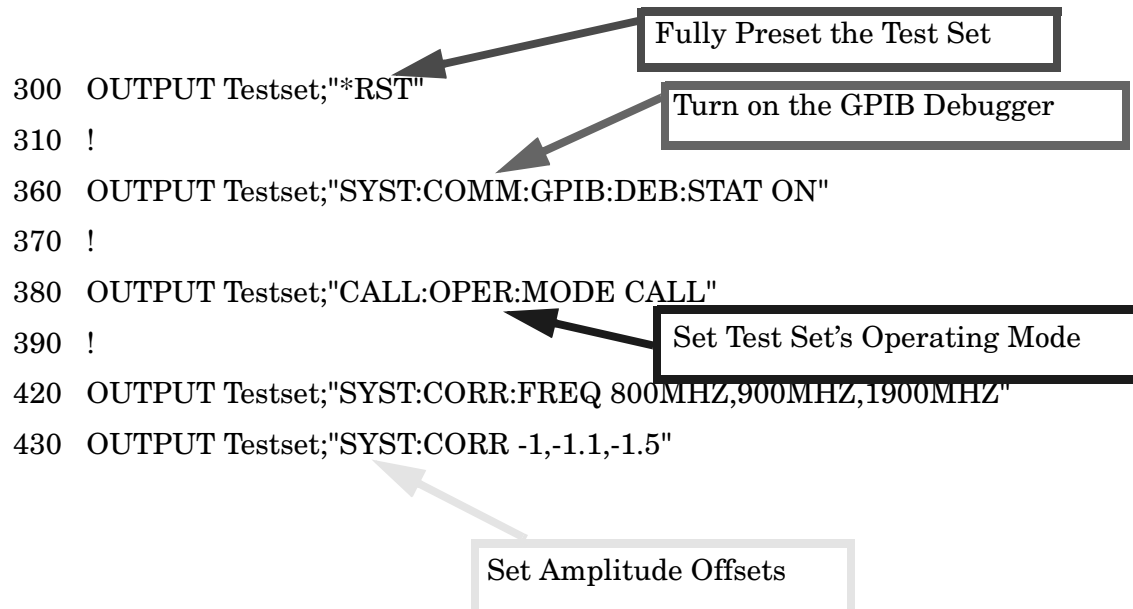 Fully Preset the Test Set
300 OUTPUT Testset;"*RST"
Turn on the GPIB Debugger
310 !
360 OUTPUT Testset;"SYST:COMM:GPIB:DEB:STAT ON"
370 !
380 OUTPUT Testset;"CALL:OPER:MODE CALL"
Set Test Set’s Operating Mode
390 !
420 OUTPUT Testset;"SYST:CORR:FREQ 800MHZ,900MHZ,1900MHZ"
430 OUTPUT Testset;"SYST:CORR -1,-1.1,-1.5"
Set Amplitude Offsets